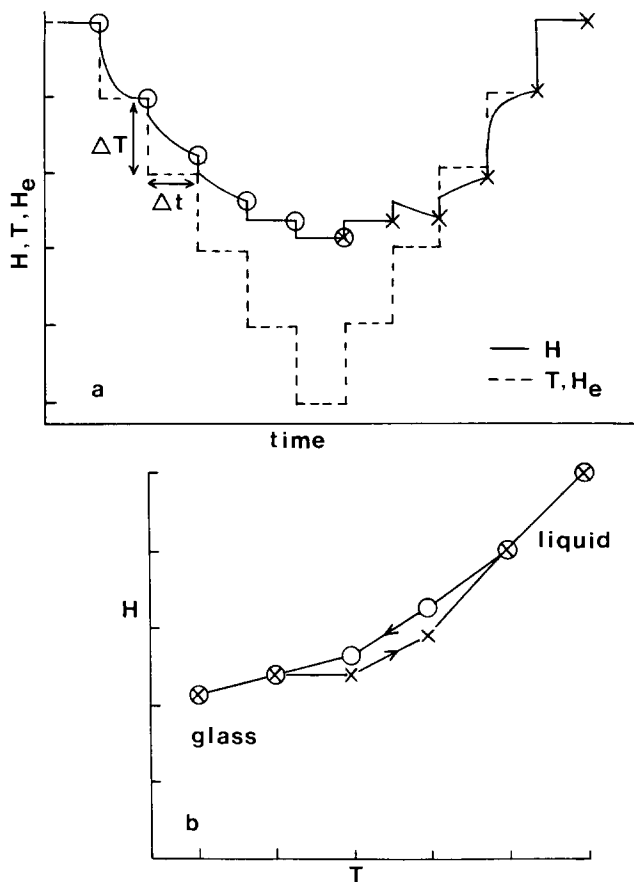 H, T, Hₑ
ΔT
Δt
H
T, Hₑ
a
time
H
liquid
glass
b
T